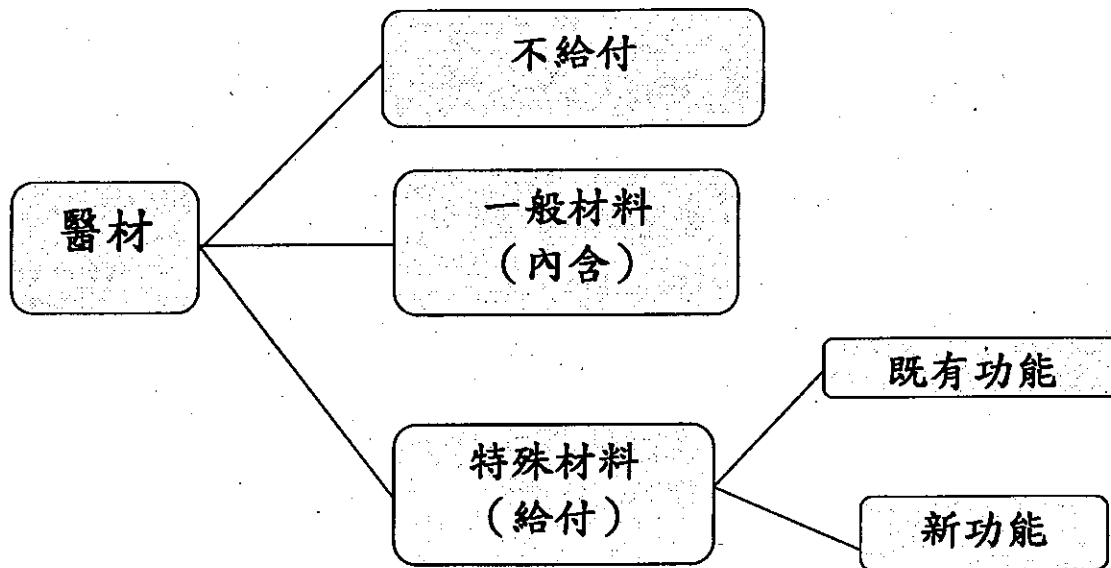 不給付
醫材
一般材料
（內含）
既有功能
特殊材料
（給付）
新功能